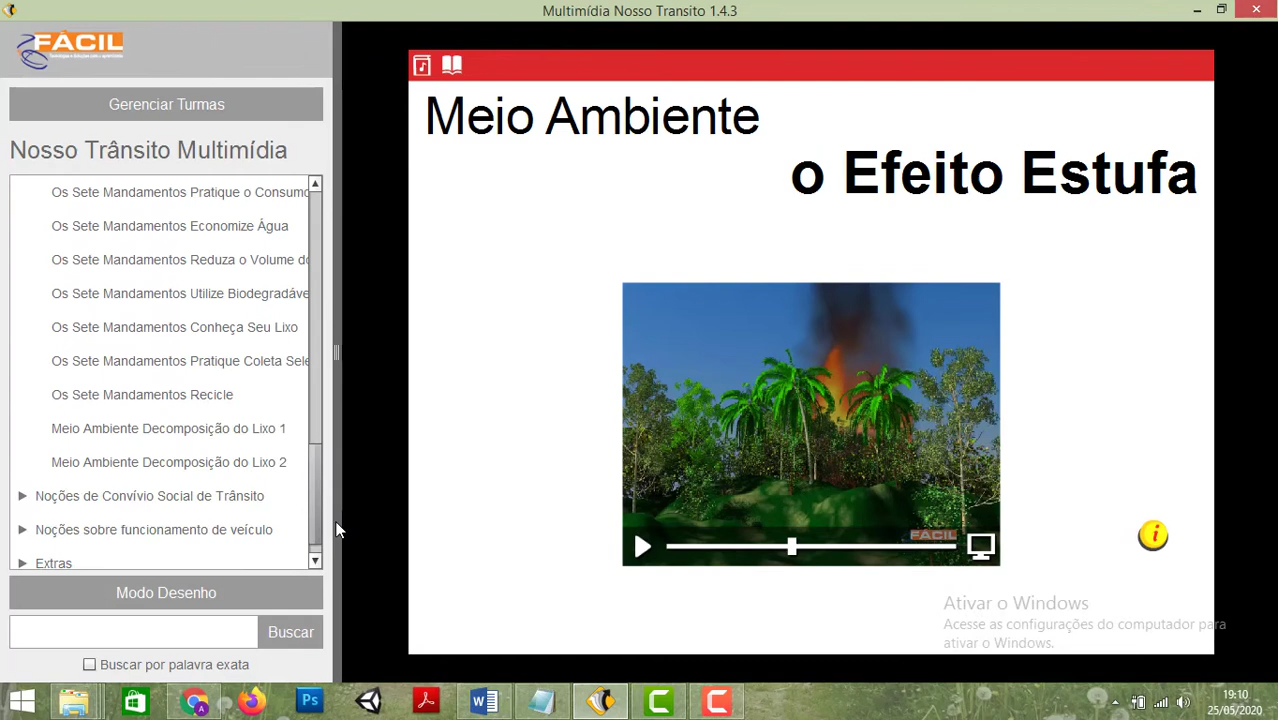 Multimídia Nosso Transito 1.4.3
FÁCIL
Gerenciar Turmas
Nosso Trânsito Multimídia
Os Sete Mandamentos Pratique o Consumo
Os Sete Mandamentos Economize Água
Os Sete Mandamentos Reduza o Volume do
Os Sete Mandamentos Utilize Biodegradáve
Os Sete Mandamentos Conheça Seu Lixo
Os Sete Mandamentos Pratique Coleta Sele
Os Sete Mandamentos Recicle
Meio Ambiente Decomposição do Lixo 1
Meio Ambiente Decomposição do Lixo 2
Noções de Convívio Social de Trânsito
Noções sobre funcionamento de veículo
Extras
Modo Desenho
Buscar
Buscar por palavra exata
Meio Ambiente
o Efeito Estufa
FÁCIL
i
Ativar o Windows
Acesse as configurações do computador para
ativar o Windows.
A
Ps
W
C
C
19:10
25/05/2020